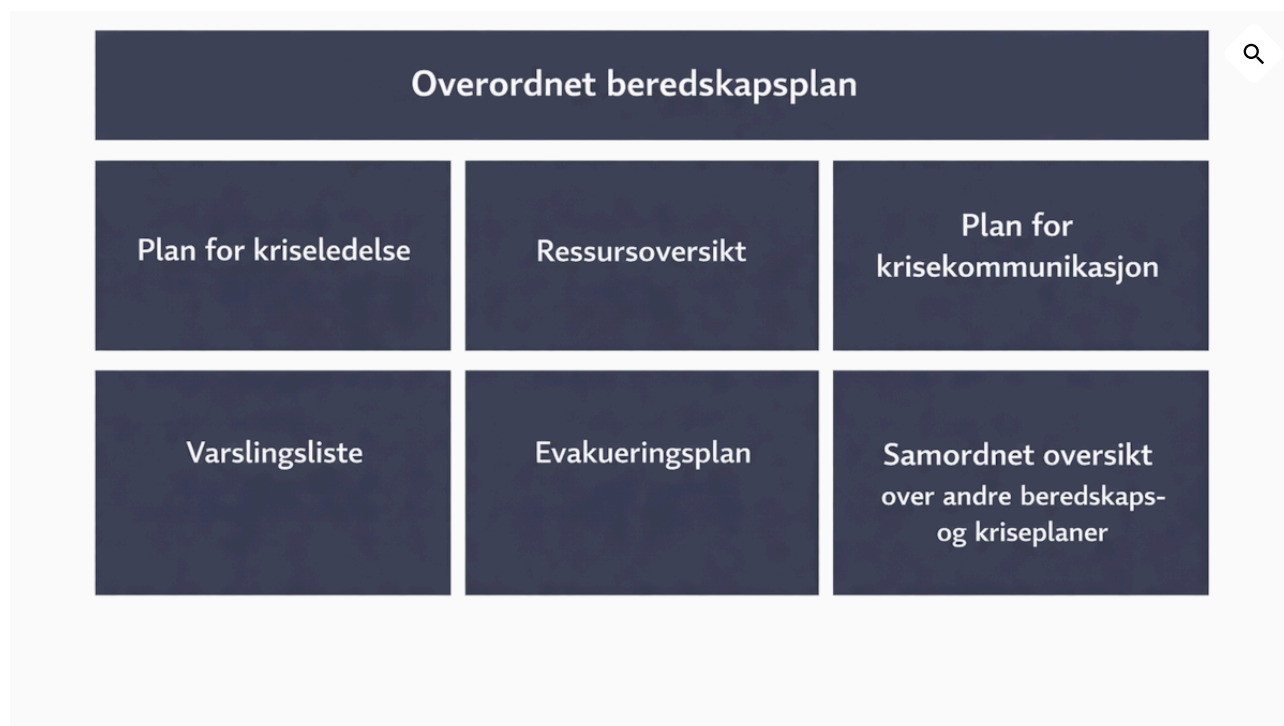 Overordnet beredskapsplan
Plan for kriseledelse
Ressursoversikt
Plan for
krisekommunikasjon
Varslingsliste
Evakueringsplan
Samordnet oversikt
over andre beredskaps-
og kriseplaner